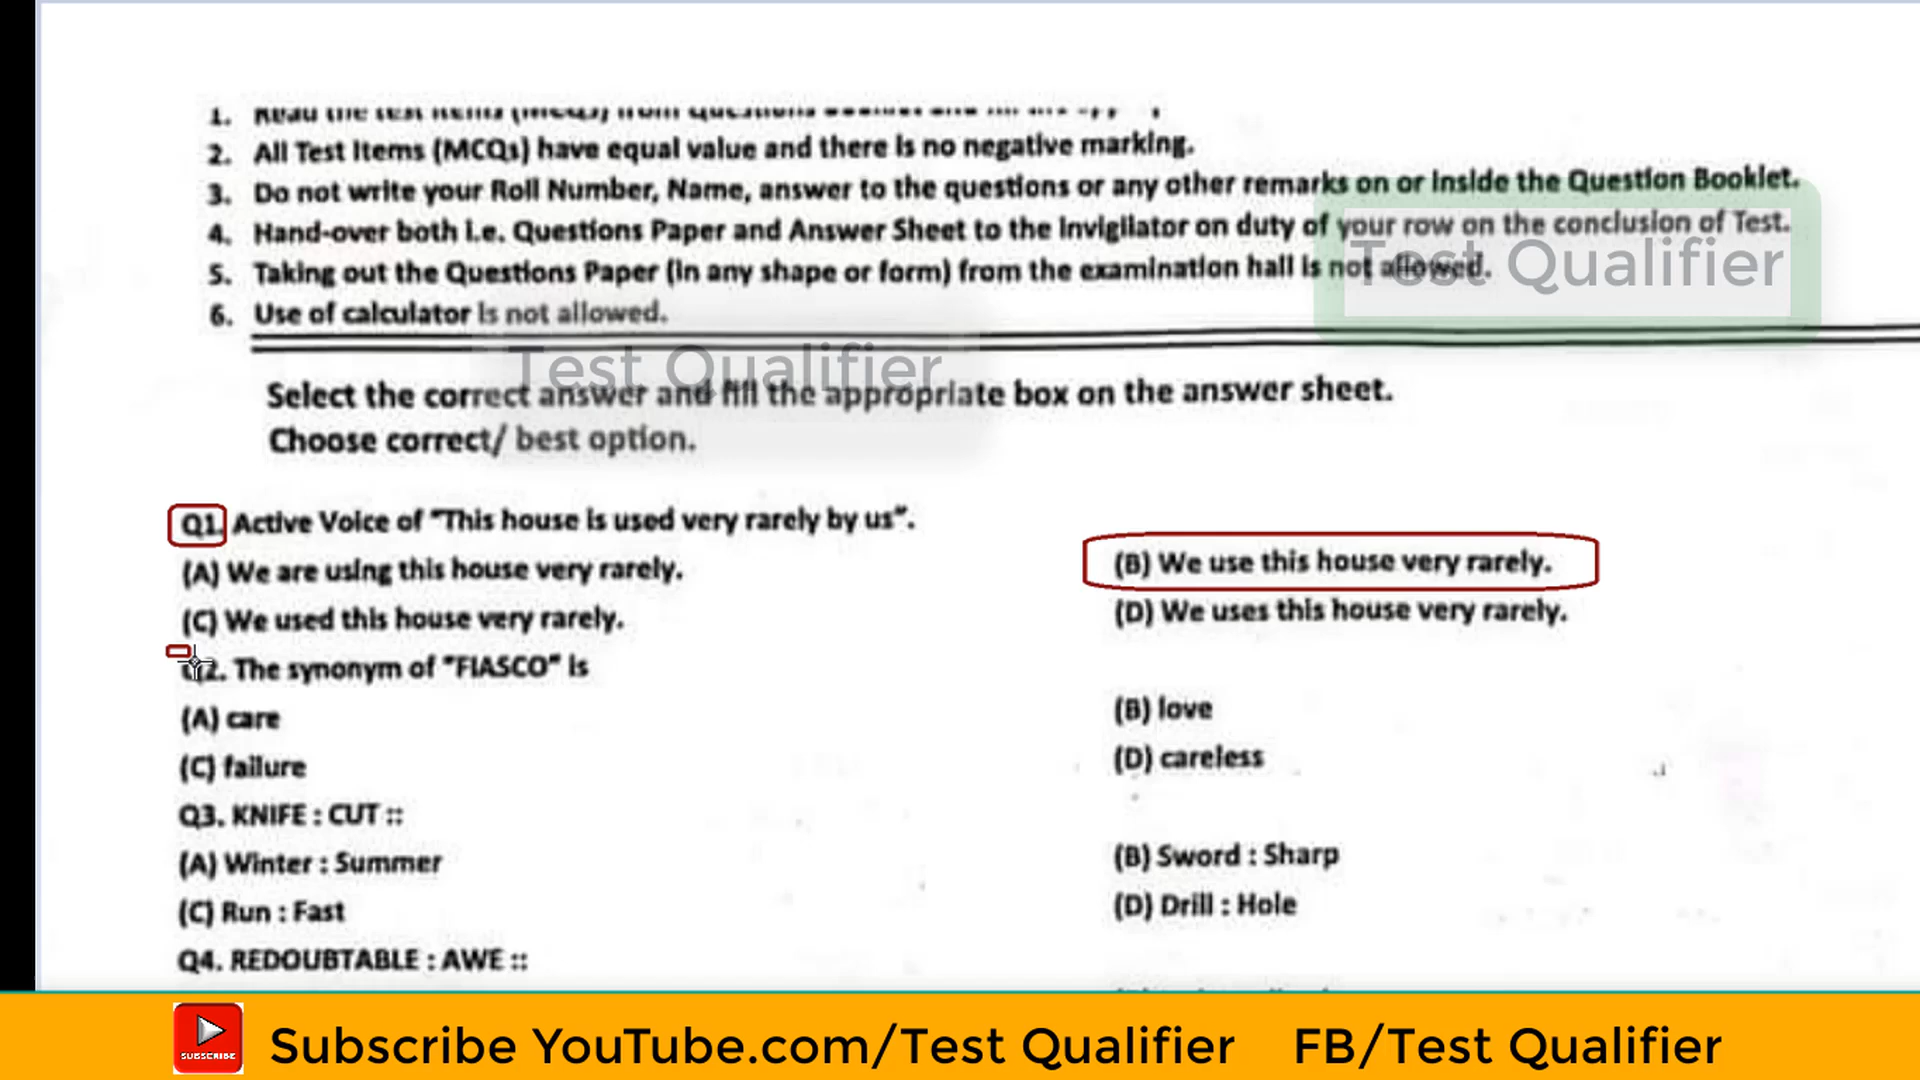 1. Read the test items (MCQs) from Questions
2. All Test Items (MCQs) have equal value and there is no negative marking.
3. Do not write your Roll Number, Name, answer to the questions or any other remarks on or inside the Question Booklet.
4. Hand-over both i.e. Questions Paper and Answer Sheet to the invigilator on duty of your row on the conclusion of Test.
Test Qualifier
5. Taking out the Questions Paper (in any shape or form) from the examination hall is not allowed.
6. Use of calculator is not allowed.
Test Qualifier
Select the correct answer and fill the appropriate box on the answer sheet.
Choose correct/ best option.
Q1. Active Voice of "This house is used very rarely by us".
(A) We are using this house very rarely.
(B) We use this house very rarely.
(C) We used this house very rarely.
(D) We uses this house very rarely.
Q2. The synonym of "FIASCO" is
(A) care
(B) love
(C) failure
(D) careless
Q3. KNIFE : CUT ::
(A) Winter : Summer
(B) Sword : Sharp
(C) Run : Fast
(D) Drill : Hole
Q4. REDOUBTABLE : AWE ::
SUBSCRIBE
Subscribe YouTube.com/Test Qualifier FB/Test Qualifier